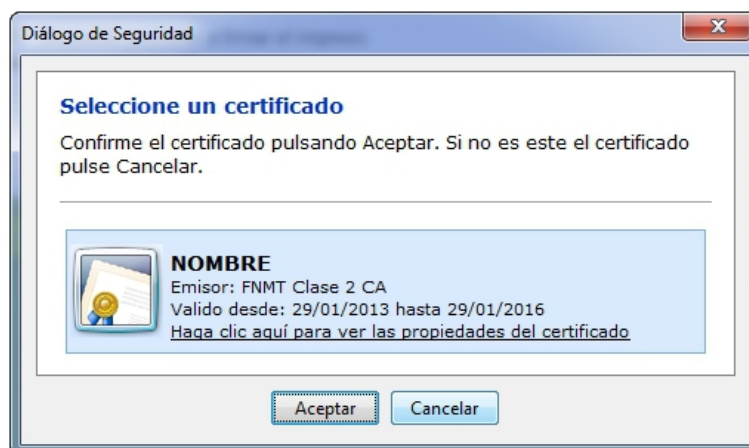 Diálogo de Seguridad
Seleccione un certificado
Confirme el certificado pulsando Aceptar. Si no es este el certificado
pulse Cancelar.
NOMBRE
Emisor: FNMT Clase 2 CA
Valido desde: 29/01/2013 hasta 29/01/2016
Haga clic aquí para ver las propiedades del certificado
Aceptar
Cancelar